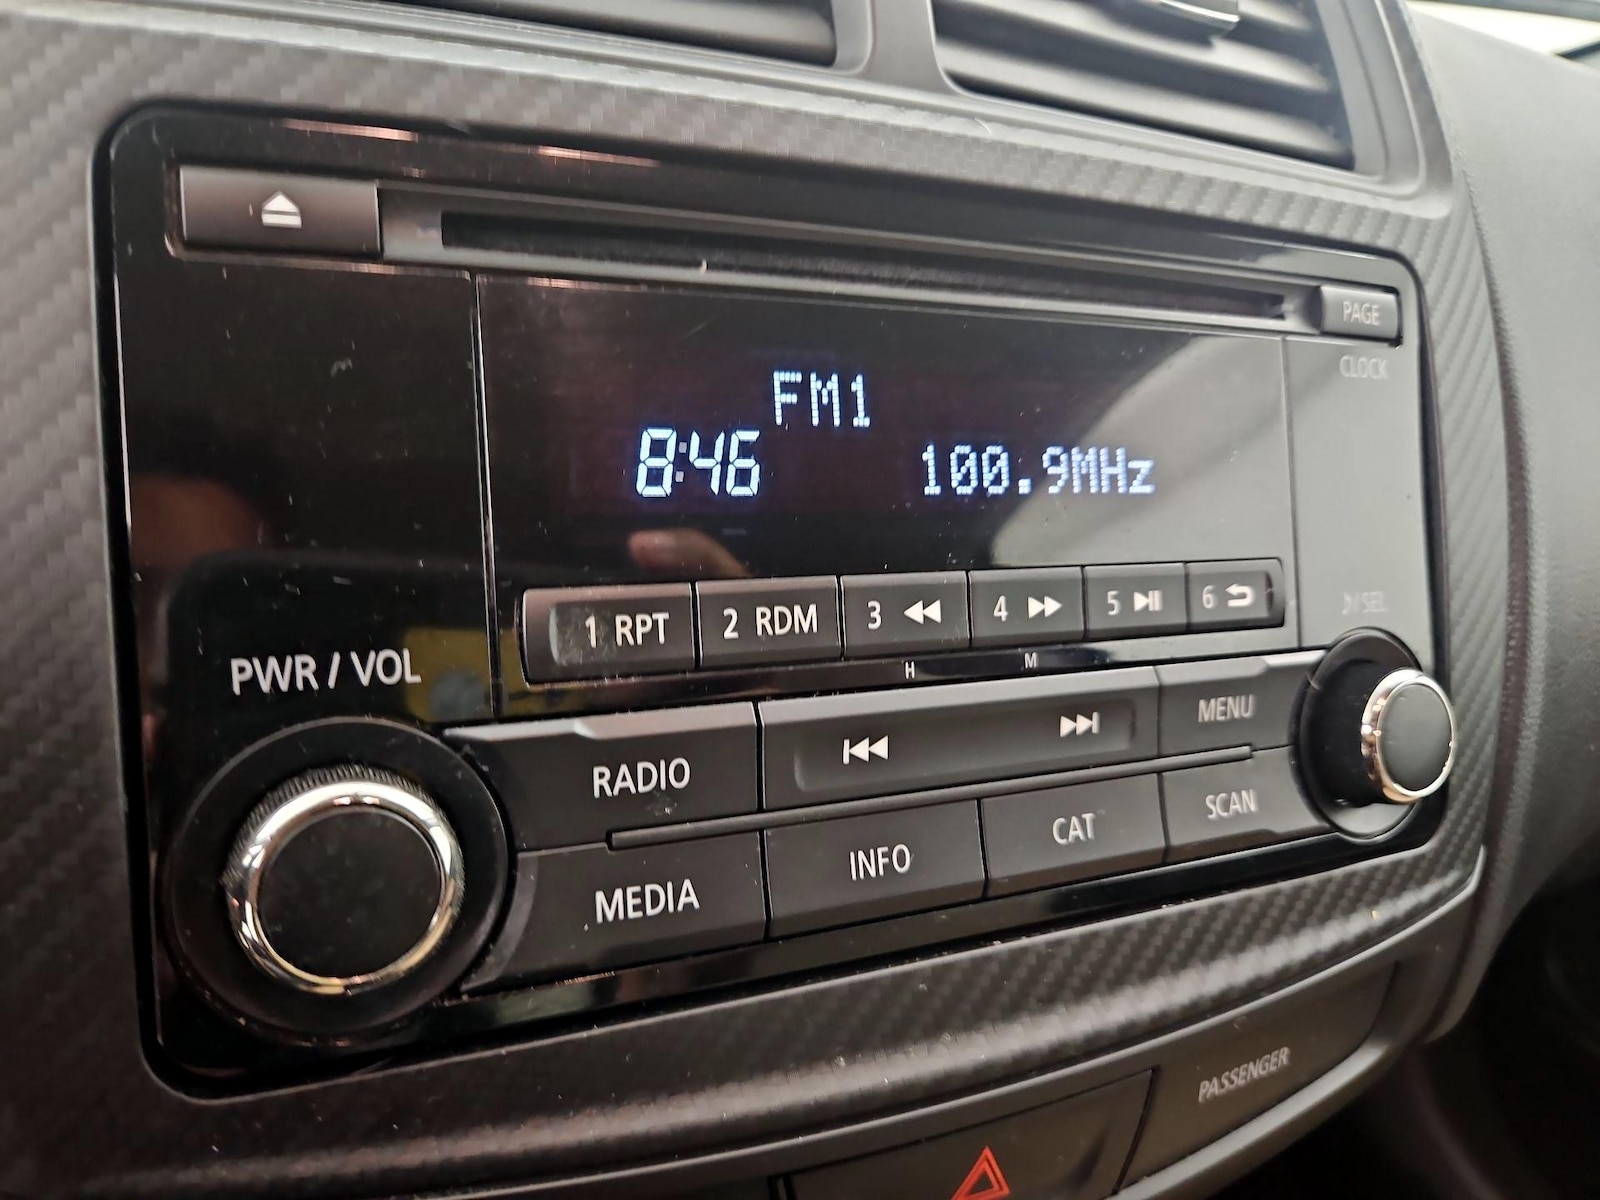 PAGE
CLOCK
FM1
8:46
100.9MHz
1 RPT
2 RDM
3
4
5
6
H
M
♪/SEL
PWR / VOL
RADIO
MENU
MEDIA
INFO
CAT
SCAN
PASSENGER